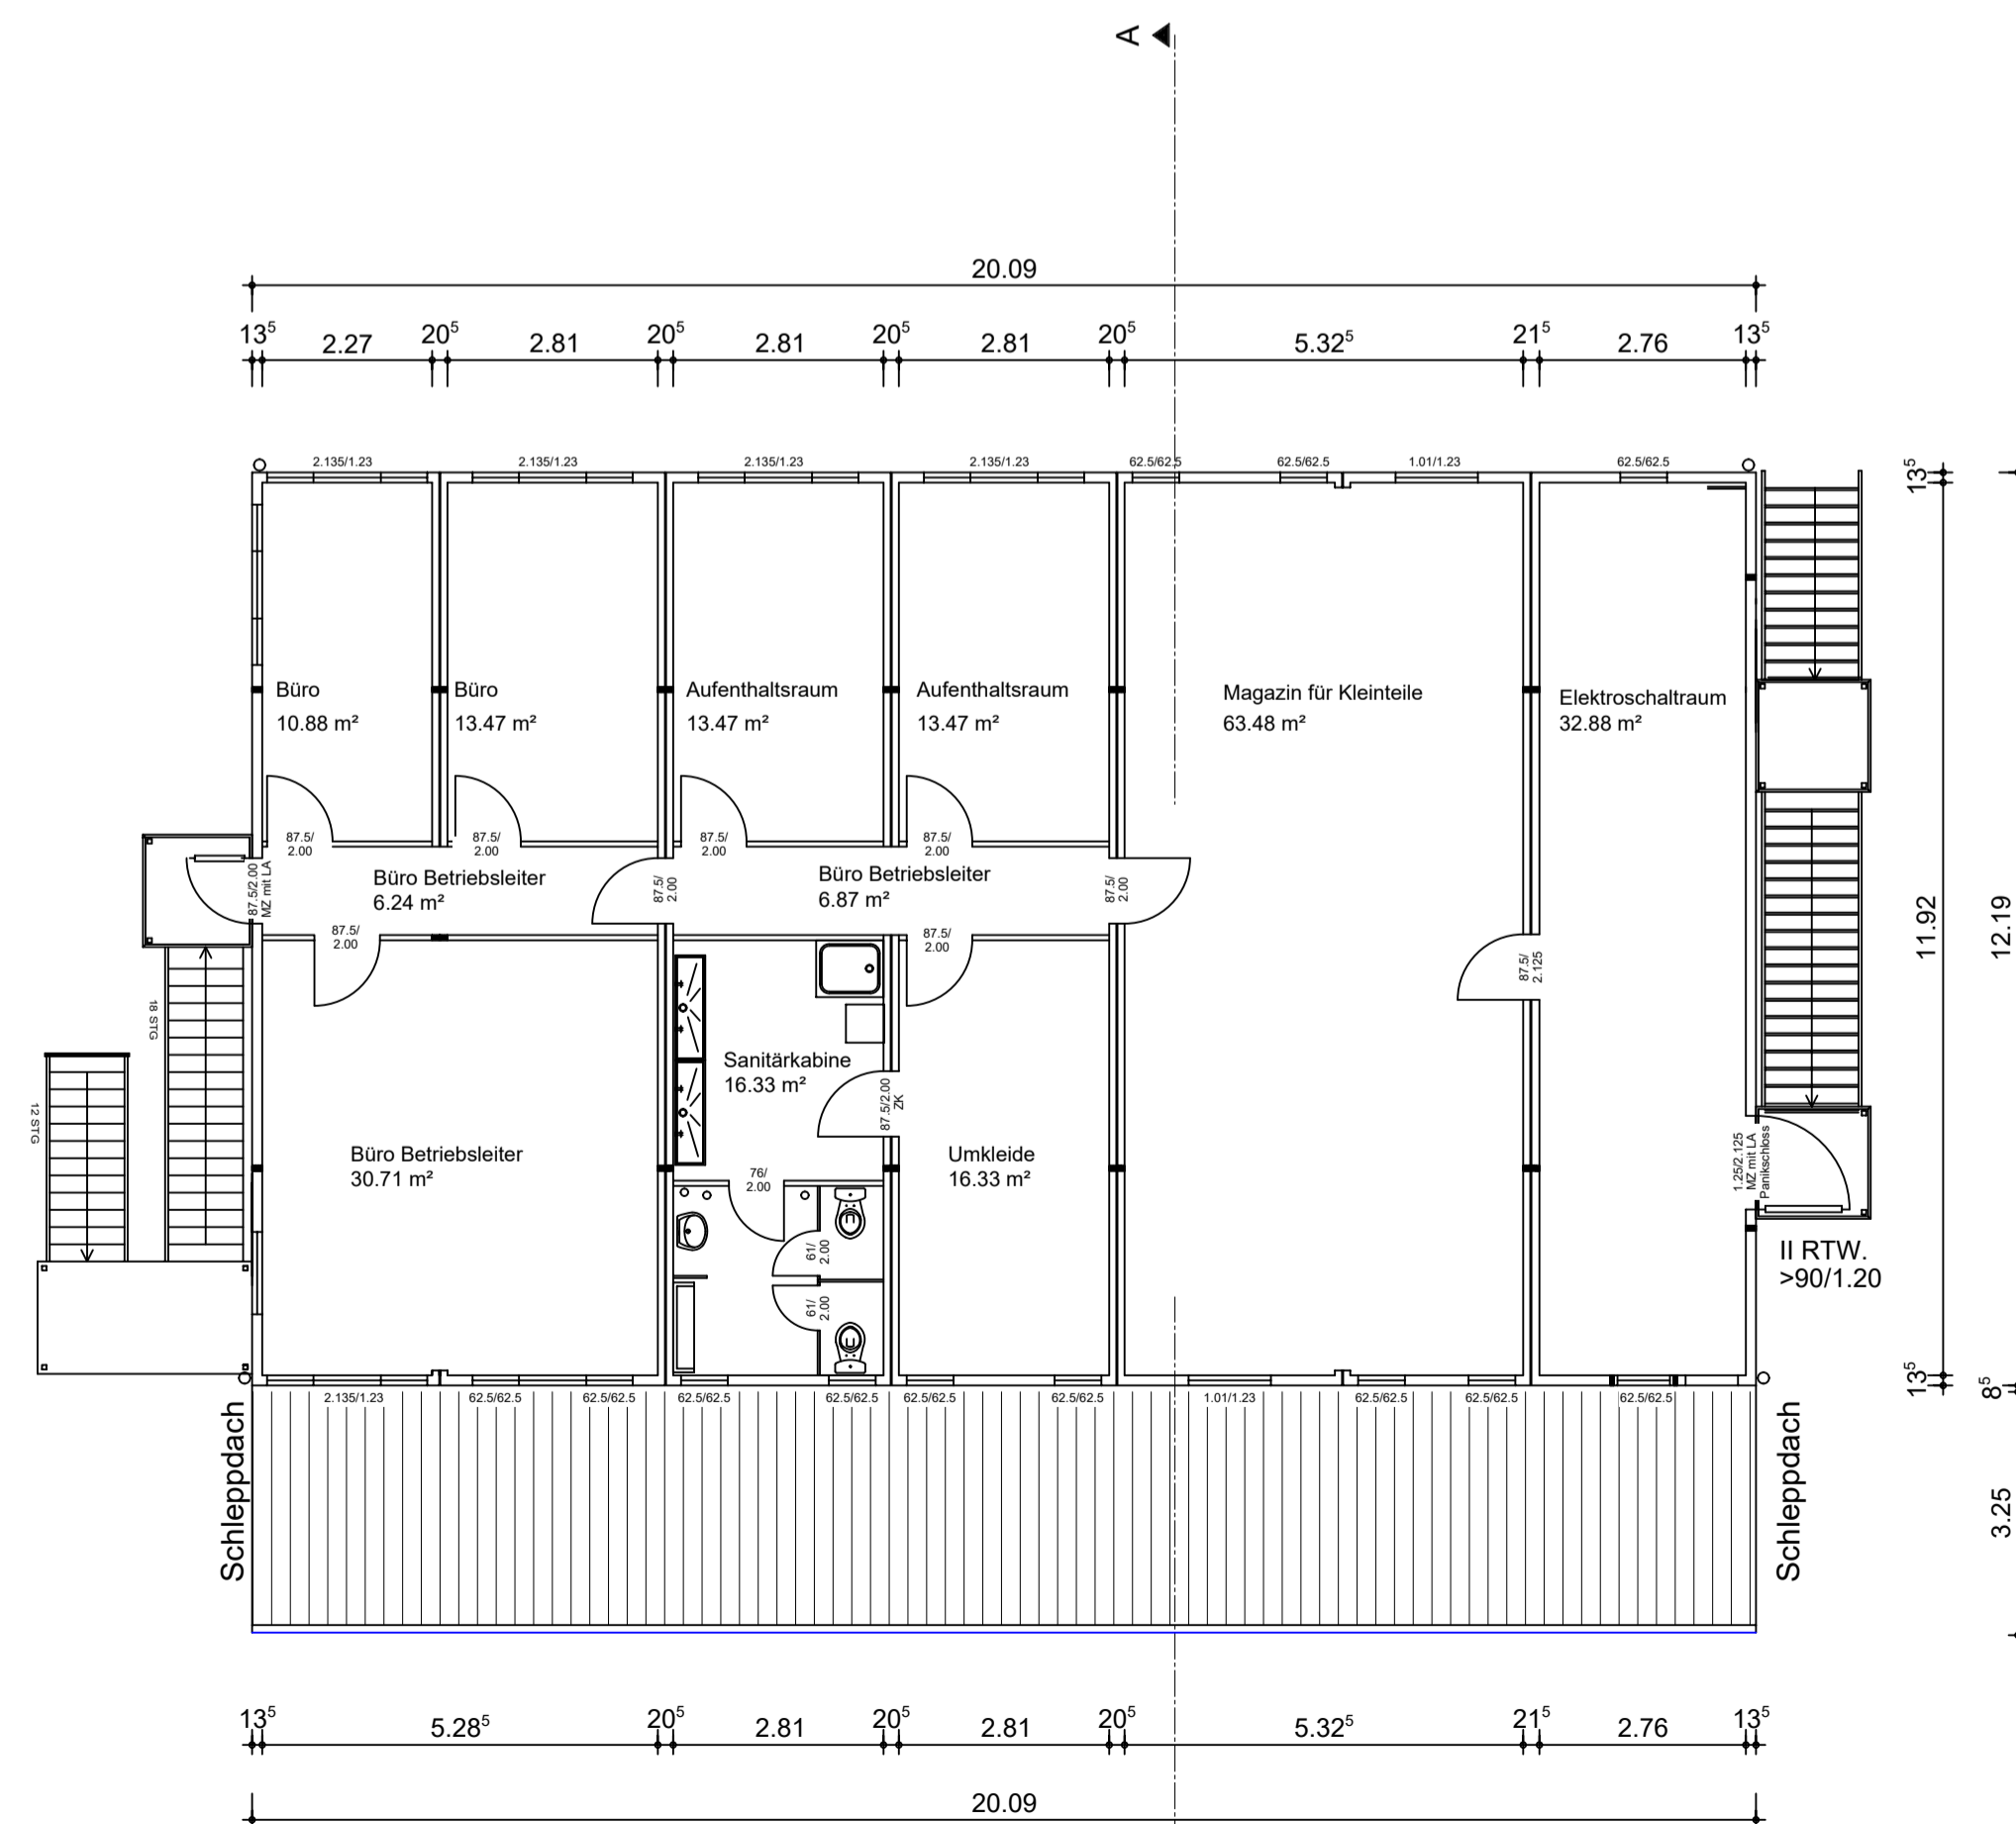 A
20.09
13⁵ 2.27 20⁵ 2.81 20⁵ 2.81 20⁵ 2.81 20⁵ 5.32⁵ 21⁵ 2.76 13⁵
2.135/1.23 2.135/1.23 2.135/1.23 2.135/1.23 62.5/62.5 62.5/62.5 1.01/1.23 62.5/62.5
13⁵
Büro
10.88 m²
Büro
13.47 m²
Aufenthaltsraum
13.47 m²
Aufenthaltsraum
13.47 m²
Magazin für Kleinteile
63.48 m²
Elektroschaltraum
32.88 m²
87.5/
2.00
87.5/
2.00
87.5/
2.00
87.5/
2.00
87.5/2.00
MZ mit LA
Büro Betriebsleiter
6.24 m²
87.5/
2.00
Büro Betriebsleiter
6.87 m²
87.5/
2.00
87.5/
2.00
87.5/
2.00
87.5/
2.125
11.92
12.19
18 STG
12 STG
Sanitärkabine
16.33 m²
87.5/2.00
ZK
Büro Betriebsleiter
30.71 m²
76/
2.00
Umkleide
16.33 m²
1.25/2.125
MZ mit LA
Panikschloss
61/
2.00
61/
2.00
II RTW.
>90/1.20
13⁵
8⁵
2.135/1.23 62.5/62.5 62.5/62.5 62.5/62.5 62.5/62.5 62.5/62.5 62.5/62.5 1.01/1.23 62.5/62.5 62.5/62.5 62.5/62.5
Schleppdach
Schleppdach
3.25
13⁵ 5.28⁵ 20⁵ 2.81 20⁵ 2.81 20⁵ 5.32⁵ 21⁵ 2.76 13⁵
20.09